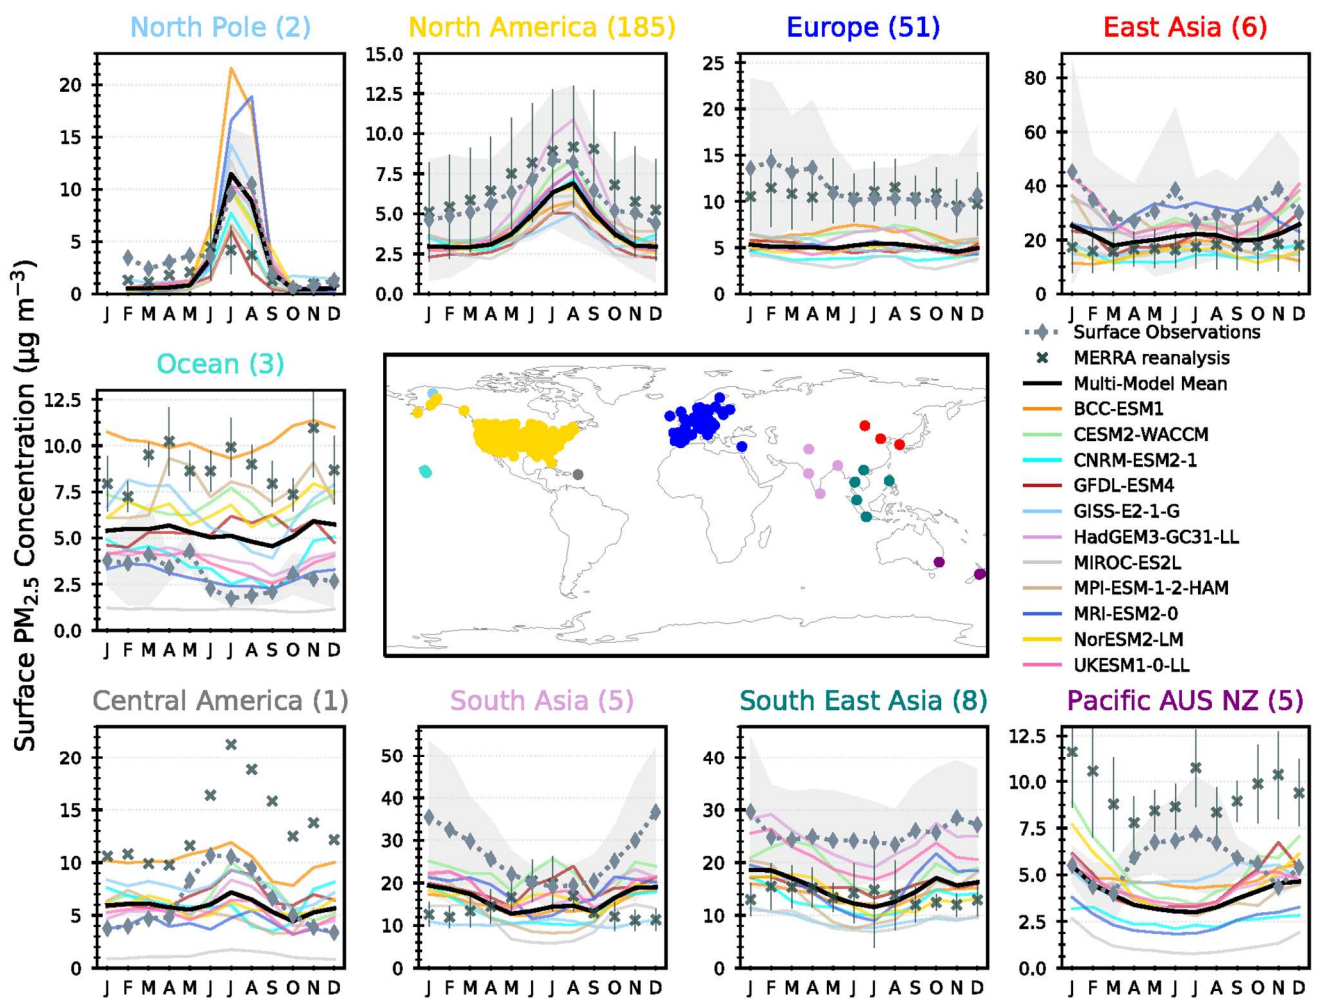 North Pole (2)
North America (185)
Europe (51)
East Asia (6)
20
15
10
5
0
J F M A M J J A S O N D
15.0
12.5
10.0
7.5
5.0
2.5
0.0
J F M A M J J A S O N D
25
20
15
10
5
0
J F M A M J J A S O N D
80
60
40
20
0
J F M A M J J A S O N D
Surface PM2.5 Concentration (µg m−3)
Ocean (3)
12.5
10.0
7.5
5.0
2.5
0.0
J F M A M J J A S O N D
Surface Observations
MERRA reanalysis
Multi-Model Mean
BCC-ESM1
CESM2-WACCM
CNRM-ESM2-1
GFDL-ESM4
GISS-E2-1-G
HadGEM3-GC31-LL
MIROC-ES2L
MPI-ESM-1-2-HAM
MRI-ESM2-0
NorESM2-LM
UKESM1-0-LL
Central America (1)
South Asia (5)
South East Asia (8)
Pacific AUS NZ (5)
20
15
10
5
0
J F M A M J J A S O N D
50
40
30
20
10
0
J F M A M J J A S O N D
40
30
20
10
0
J F M A M J J A S O N D
12.5
10.0
7.5
5.0
2.5
0.0
J F M A M J J A S O N D